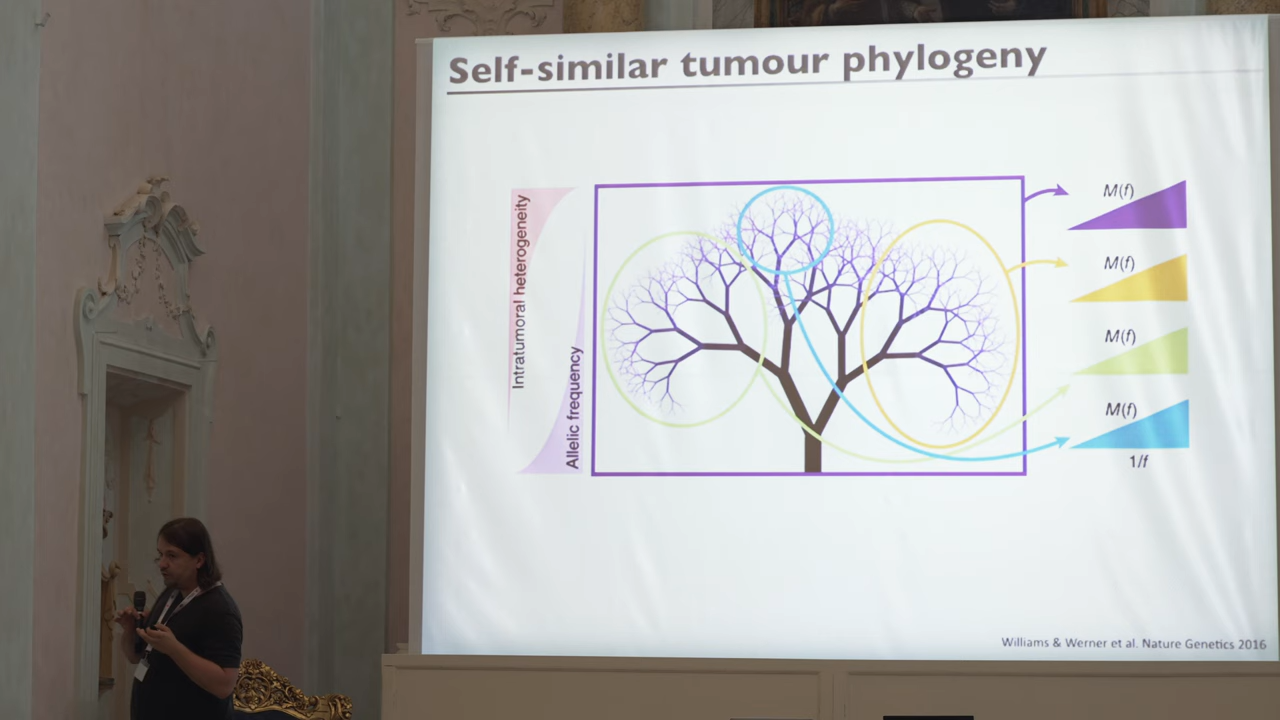 Self-similar tumour phylogeny
Intratumoral heterogeneity
Allelic frequency
M(f)
M(f)
M(f)
M(f)
1/f
Williams & Werner et al. Nature Genetics 2016